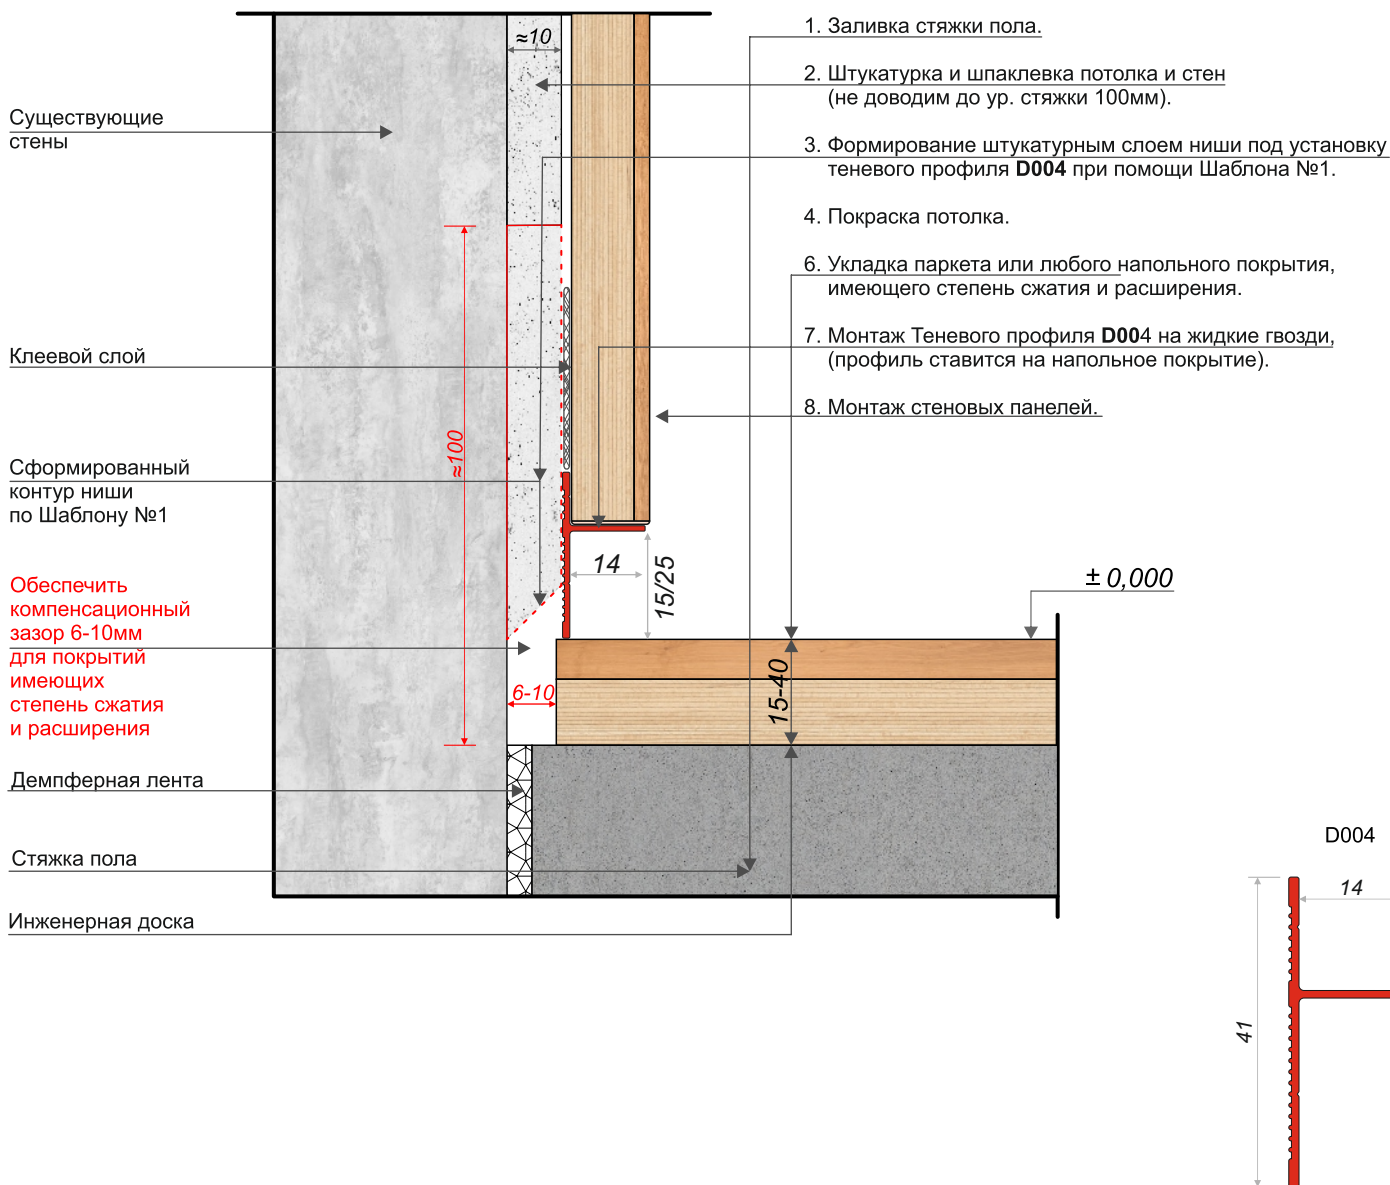 1. Заливка стяжки пола.
2. Штукатурка и шпаклевка потолка и стен
(не доводим до ур. стяжки 100мм).
3. Формирование штукатурным слоем ниши под установку
теневого профиля D004 при помощи Шаблона №1.
4. Покраска потолка.
6. Укладка паркета или любого напольного покрытия,
имеющего степень сжатия и расширения.
7. Монтаж Теневого профиля D004 на жидкие гвозди,
(профиль ставится на напольное покрытие).
8. Монтаж стеновых панелей.
Существующие
стены
Клеевой слой
Сформированный
контур ниши
по Шаблону №1
Обеспечить
компенсационный
зазор 6-10мм
для покрытий
имеющих
степень сжатия
и расширения
Демпферная лента
Стяжка пола
Инженерная доска
≈10
≈100
14
15/25
± 0,000
6-10
15-40
D004
14
41